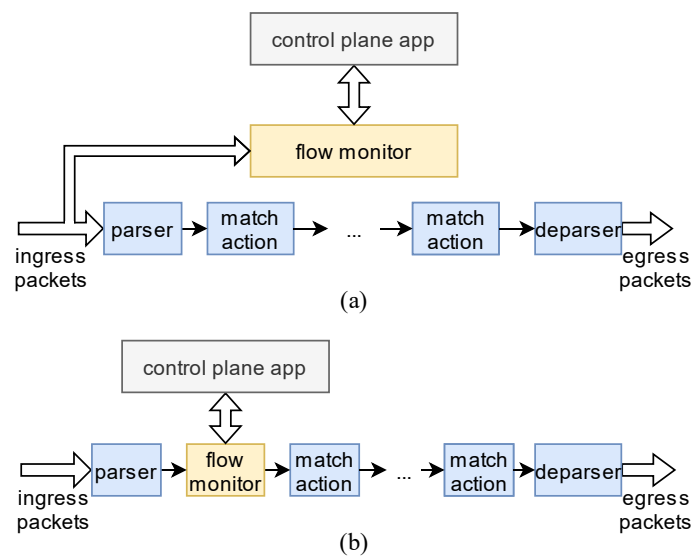 control plane app
flow monitor
parser
match
action
...
match
action
deparser
ingress
packets
egress
packets
(a)
control plane app
parser
flow
monitor
match
action
...
match
action
deparser
ingress
packets
egress
packets
(b)